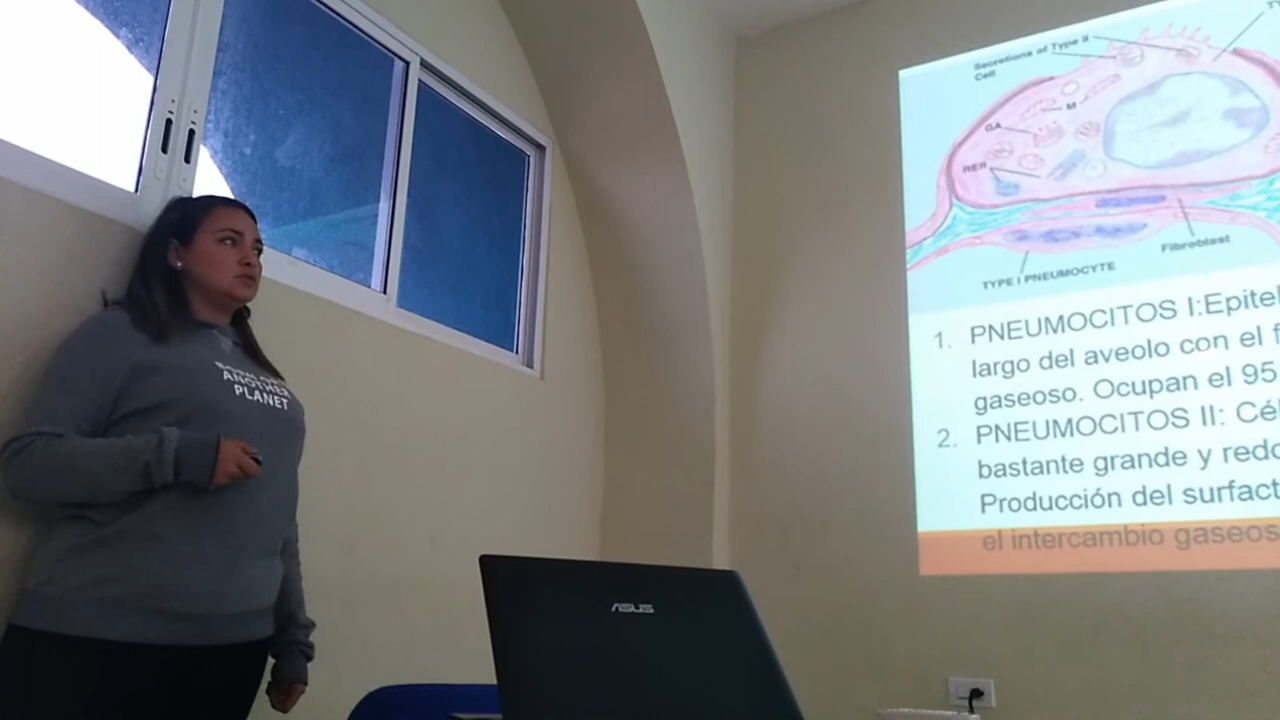 ANOTHER
PLANET
ASUS
TY
Secretions of Type II
Cell
M
GA
RER
Fibroblast
TYPE I PNEUMOCYTE
1. PNEUMOCITOS I:Epitel
largo del aveolo con el f
gaseoso. Ocupan el 95
2. PNEUMOCITOS II: Cél
bastante grande y redo
Producción del surfact
el intercambio gaseos